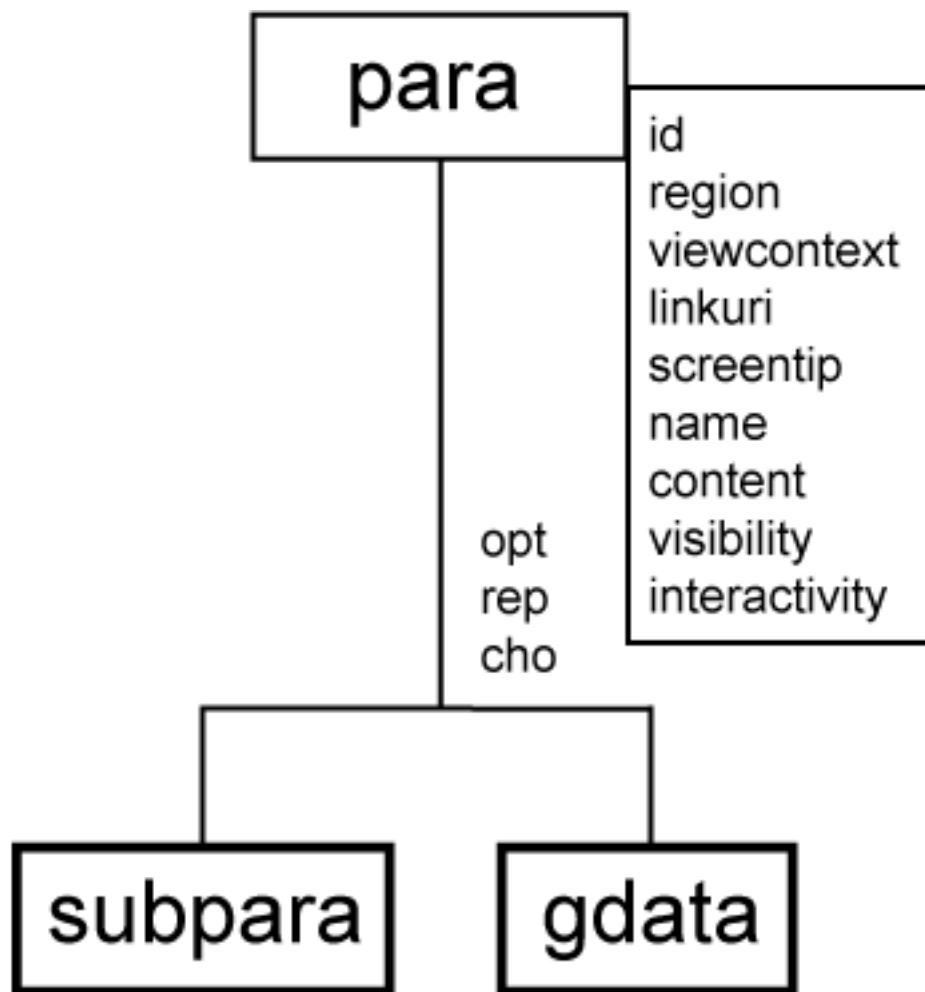 para
id
region
viewcontext
linkuri
screentip
name
content
visibility
interactivity
opt
rep
cho
subpara
gdata